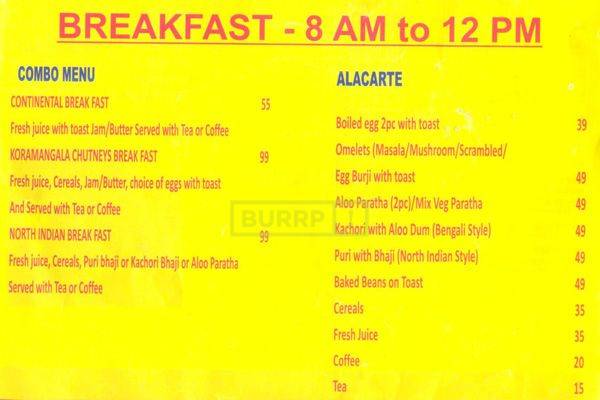 BREAKFAST - 8 AM to 12 PM
COMBO MENU
CONTINENTAL BREAK FAST 55
Fresh juice with toast Jam/Butter Served with Tea or Coffee
KORAMANGALA CHUTNEYS BREAK FAST 99
Fresh juice, Cereals, Jam/Butter, choice of eggs with toast
And Served with Tea or Coffee
NORTH INDIAN BREAK FAST 99
Fresh juice, Cereals, Puri bhaji or Kachori Bhaji or Aloo Paratha
Served with Tea or Coffee
ALACARTE
Boiled egg 2pc with toast 39
Omelets (Masala/Mushroom/Scrambled/
Egg Burji with toast 49
Aloo Paratha (2pc)/Mix Veg Paratha 49
Kachori with Aloo Dum (Bengali Style) 49
Puri with Bhaji (North Indian Style) 49
Baked Beans on Toast 49
Cereals 35
Fresh Juice 35
Coffee 20
Tea 15
BURRP